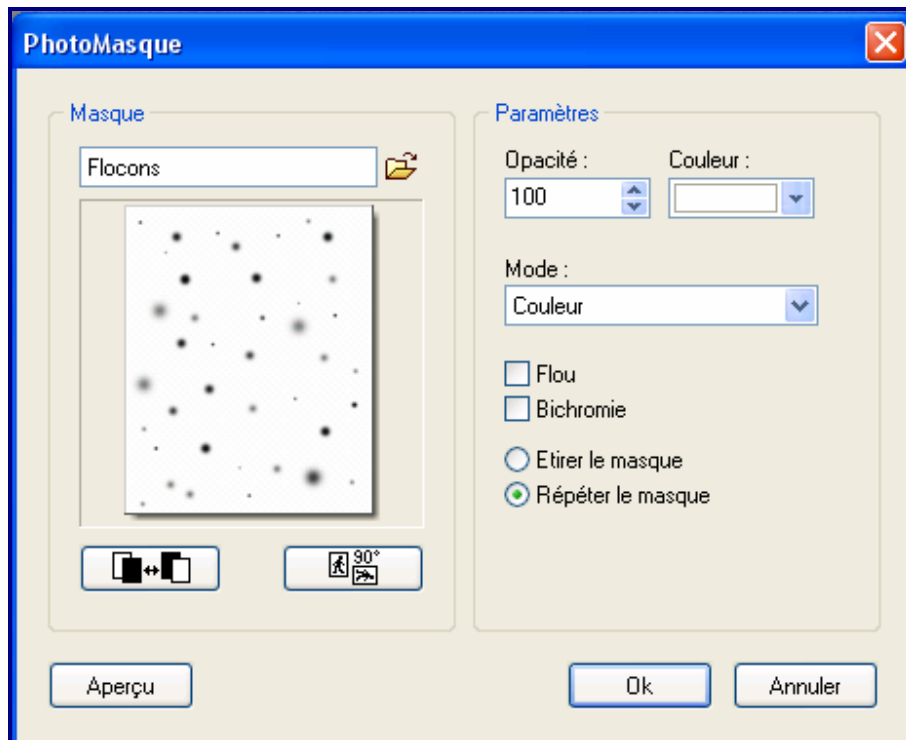 PhotoMasque
Masque
Flocons
90°
Paramètres
Opacité :
Couleur :
100
Mode :
Couleur
Flou
Bichromie
Etirer le masque
Répéter le masque
Aperçu
Ok
Annuler